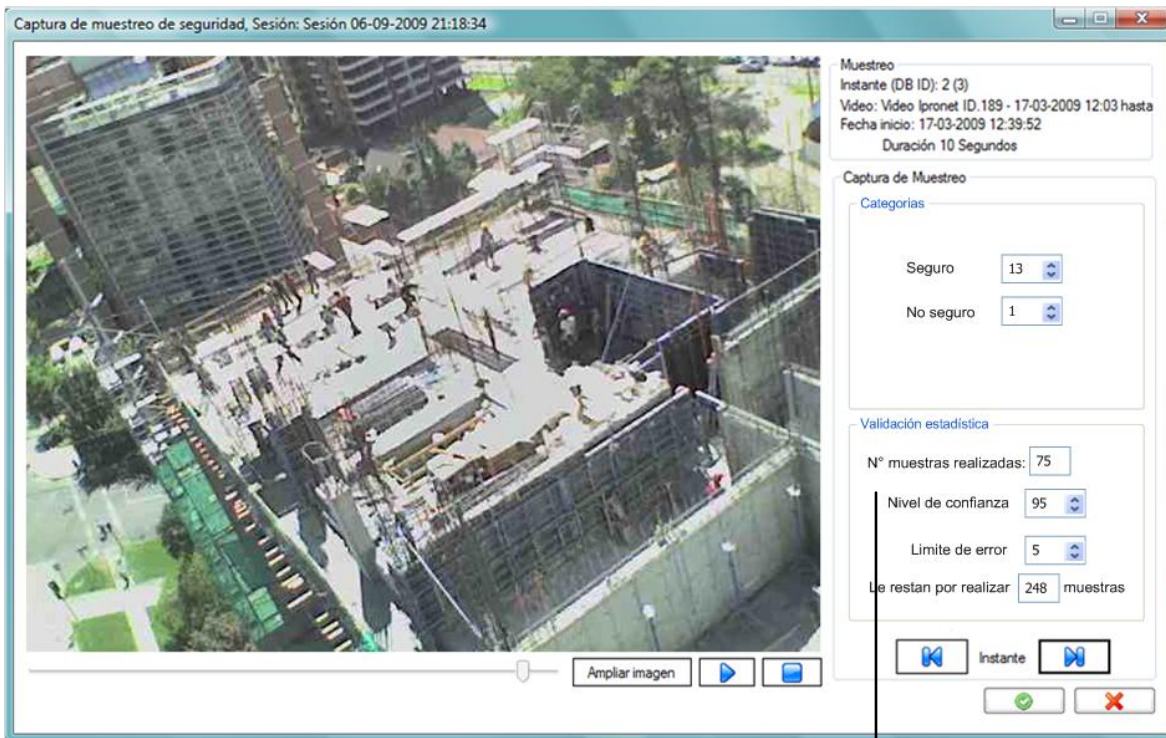 Captura de muestreo de seguridad, Sesión: Sesión 06-09-2009 21:18:34
Muestreo
Instante (DB ID): 2 (3)
Video: Video Ipronet ID.189 - 17-03-2009 12:03 hasta
Fecha inicio: 17-03-2009 12:39:52
Duración 10 Segundos
Captura de Muestreo
Categorias
Seguro 13
No seguro 1
Validación estadística
N° muestras realizadas: 75
Nivel de confianza 95
Limite de error 5
Le restan por realizar 248 muestras
Instante
Ampliar imagen